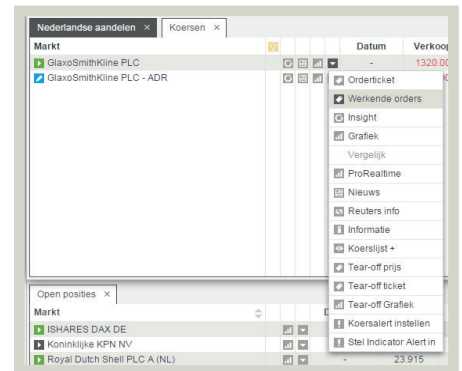 Nederlandse aandelen × Koersen ×
Markt Datum Verkoop
GlaxoSmithKline PLC - 1320.00
GlaxoSmithKline PLC - ADR
Orderticket
Werkende orders
Insight
Grafiek
Vergelijk
ProRealtime
Nieuws
Reuters info
Informatie
Koerslijst +
Tear-off prijs
Tear-off ticket
Tear-off Grafiek
Koersalert instellen
Stel Indicator Alert in
Open posities ×
Markt
ISHARES DAX DE
Koninklijke KPN NV
Royal Dutch Shell PLC A (NL) - 23.915